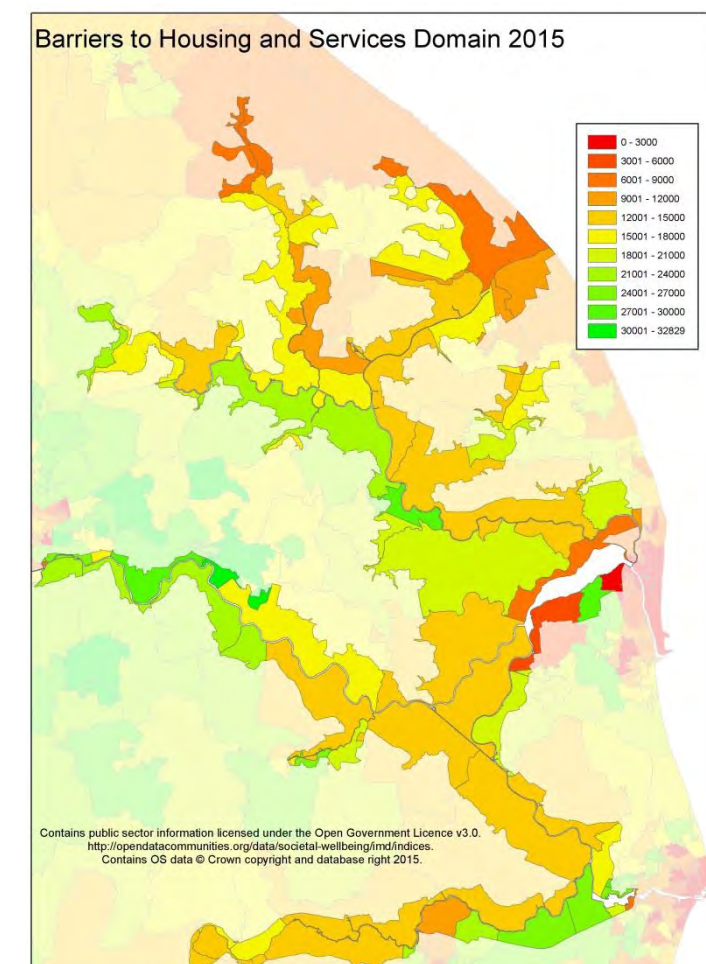 Barriers to Housing and Services Domain 2015
0 - 3000
3001 - 6000
6001 - 9000
9001 - 12000
12001 - 15000
15001 - 18000
18001 - 21000
21001 - 24000
24001 - 27000
27001 - 30000
30001 - 32829
Contains public sector information licensed under the Open Government Licence v3.0.
http://opendatacommunities.org/data/societal-wellbeing/imd/indices.
Contains OS data © Crown copyright and database right 2015.